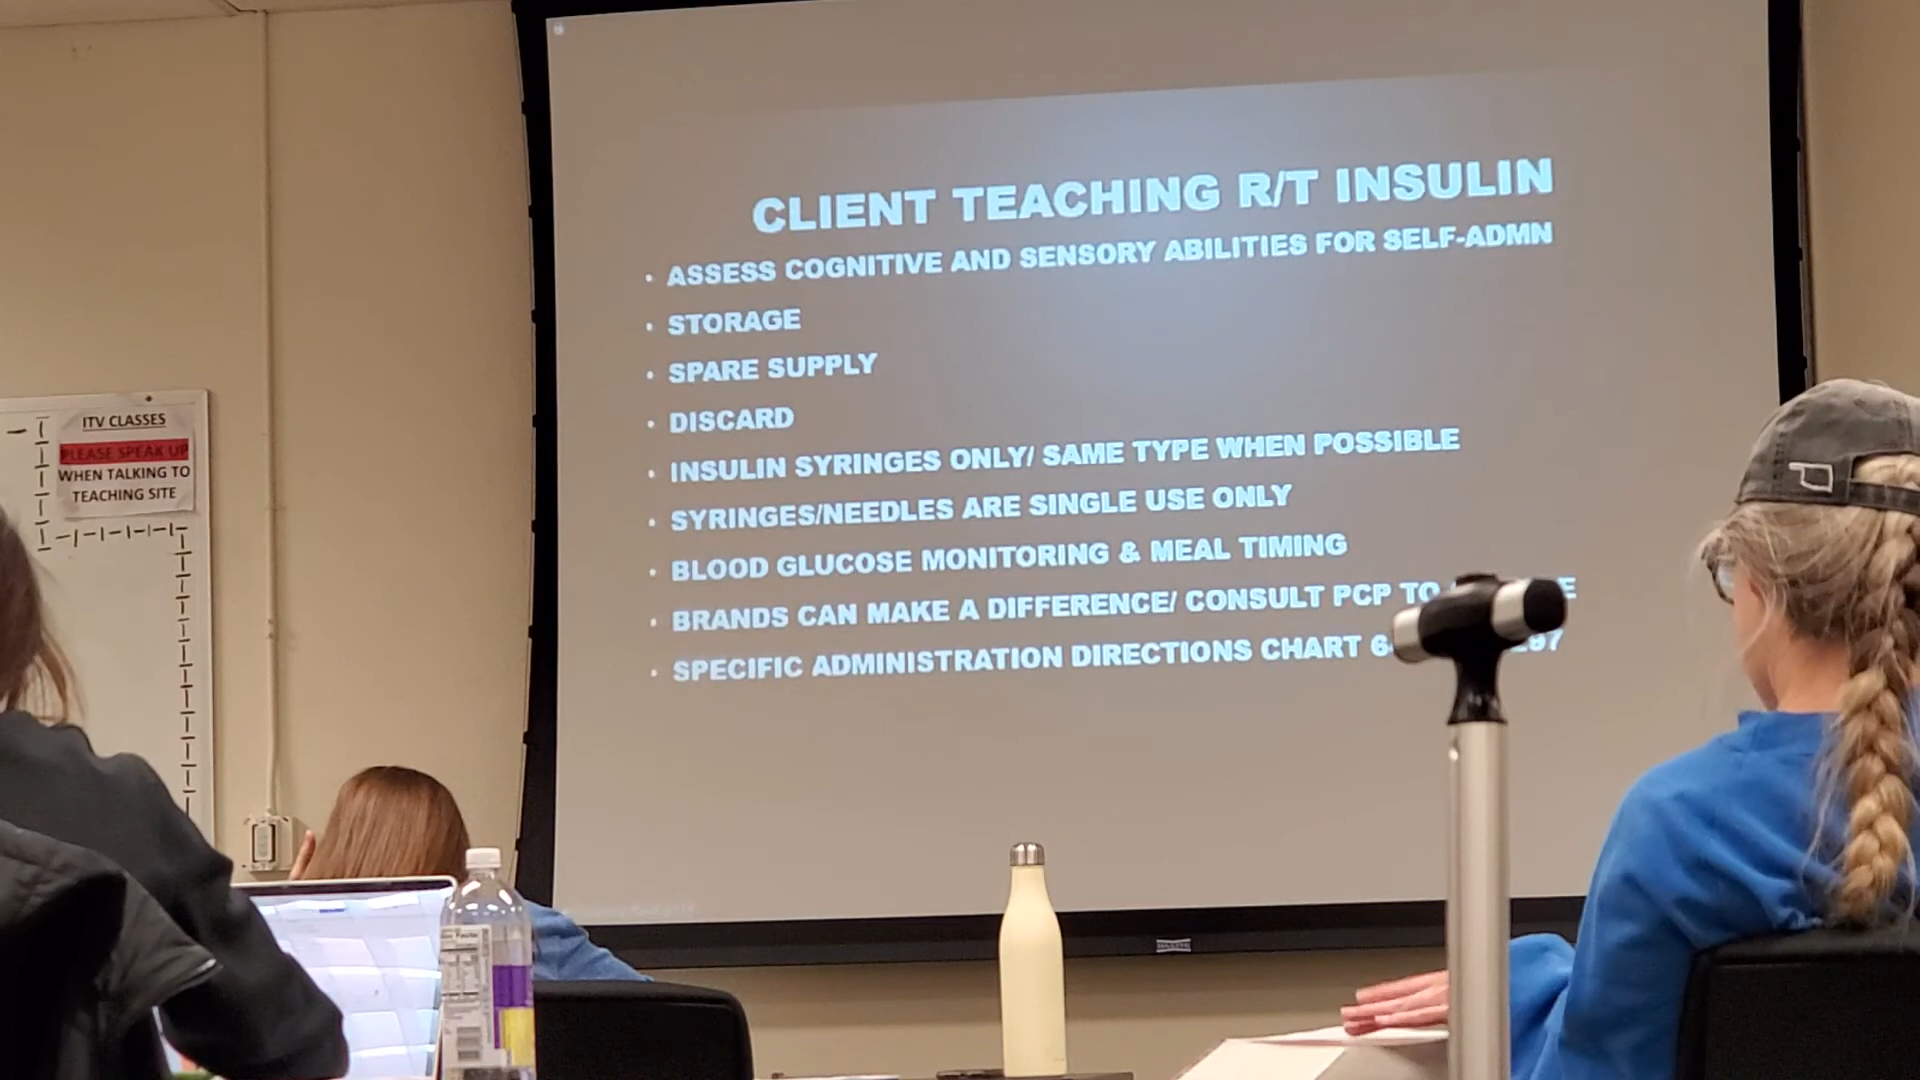 CLIENT TEACHING R/T INSULIN
• ASSESS COGNITIVE AND SENSORY ABILITIES FOR SELF-ADMN
• STORAGE
• SPARE SUPPLY
• DISCARD
• INSULIN SYRINGES ONLY/ SAME TYPE WHEN POSSIBLE
• SYRINGES/NEEDLES ARE SINGLE USE ONLY
• BLOOD GLUCOSE MONITORING & MEAL TIMING
• BRANDS CAN MAKE A DIFFERENCE/ CONSULT PCP TO
• SPECIFIC ADMINISTRATION DIRECTIONS CHART
ITV CLASSES
PLEASE SPEAK UP
WHEN TALKING TO
TEACHING SITE